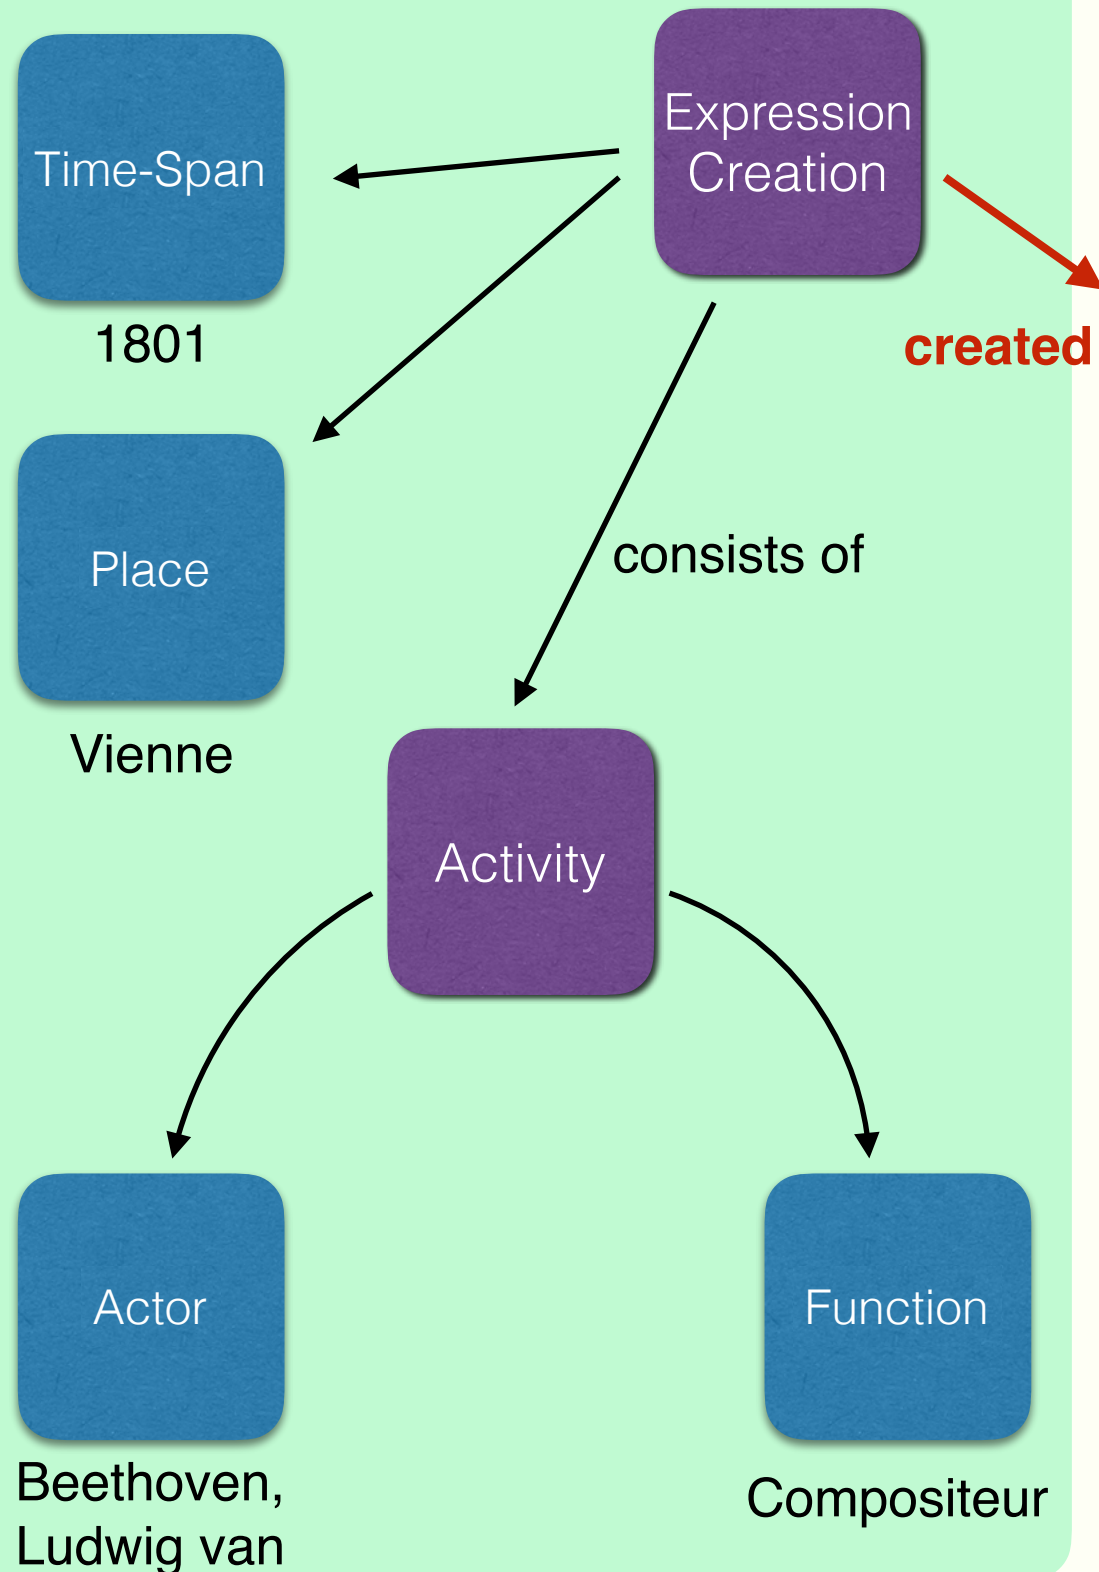 Expression
Creation
Time-Span
1801
created
Place
Vienne
consists of
Activity
Actor
Function
Beethoven,
Ludwig van
Compositeur